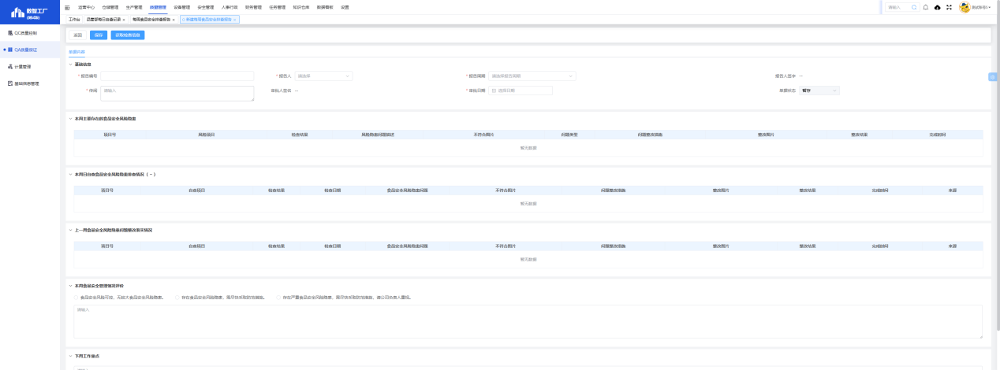 数智工厂
(测试版)
运营中心 仓储管理 生产管理 质量管理 设备管理 安全管理 人事行政 财务管理 任务管理 知识仓库 数据看板 设置
请输入
测试账号5
工作台 品管部每日自查记录 × 每周食品安全排查报告 × 新建每周食品安全排查报告 ×
QC质量控制
QA质量保证
计量管理
基础信息管理
返回 保存 获取检查信息
单据内容
基础信息
* 报告编号
* 报告人 请选择
* 报告周期 请选择报告周期
报告人签字 --
* 传阅 请输入
审批人签名 --
* 审批日期 选择日期
单据状态 暂存
本周主要存在的食品安全风险隐患
项目号 风险项目 检查结果 风险隐患问题描述 不符合图片 问题类型 问题整改措施 整改图片 整改结果 完成时间
暂无数据
本周日自查食品安全风险隐患排查情况 ( -- )
项目号 自查项目 检查结果 检查日期 食品安全风险隐患问题 不符合图片 问题整改措施 整改图片 整改结果 完成时间 来源
暂无数据
上一周食品安全风险隐患问题整改落实情况
项目号 自查项目 检查结果 检查日期 食品安全风险隐患问题 不符合图片 问题整改措施 整改图片 整改结果 完成时间 来源
暂无数据
本周食品安全管理情况评价
食品安全风险可控，无较大食品安全风险隐患。 存在食品安全风险隐患，需尽快采取防范措施。 存在严重食品安全风险隐患，需尽快采取防范措施，请公司负责人重视。
请输入
下周工作重点